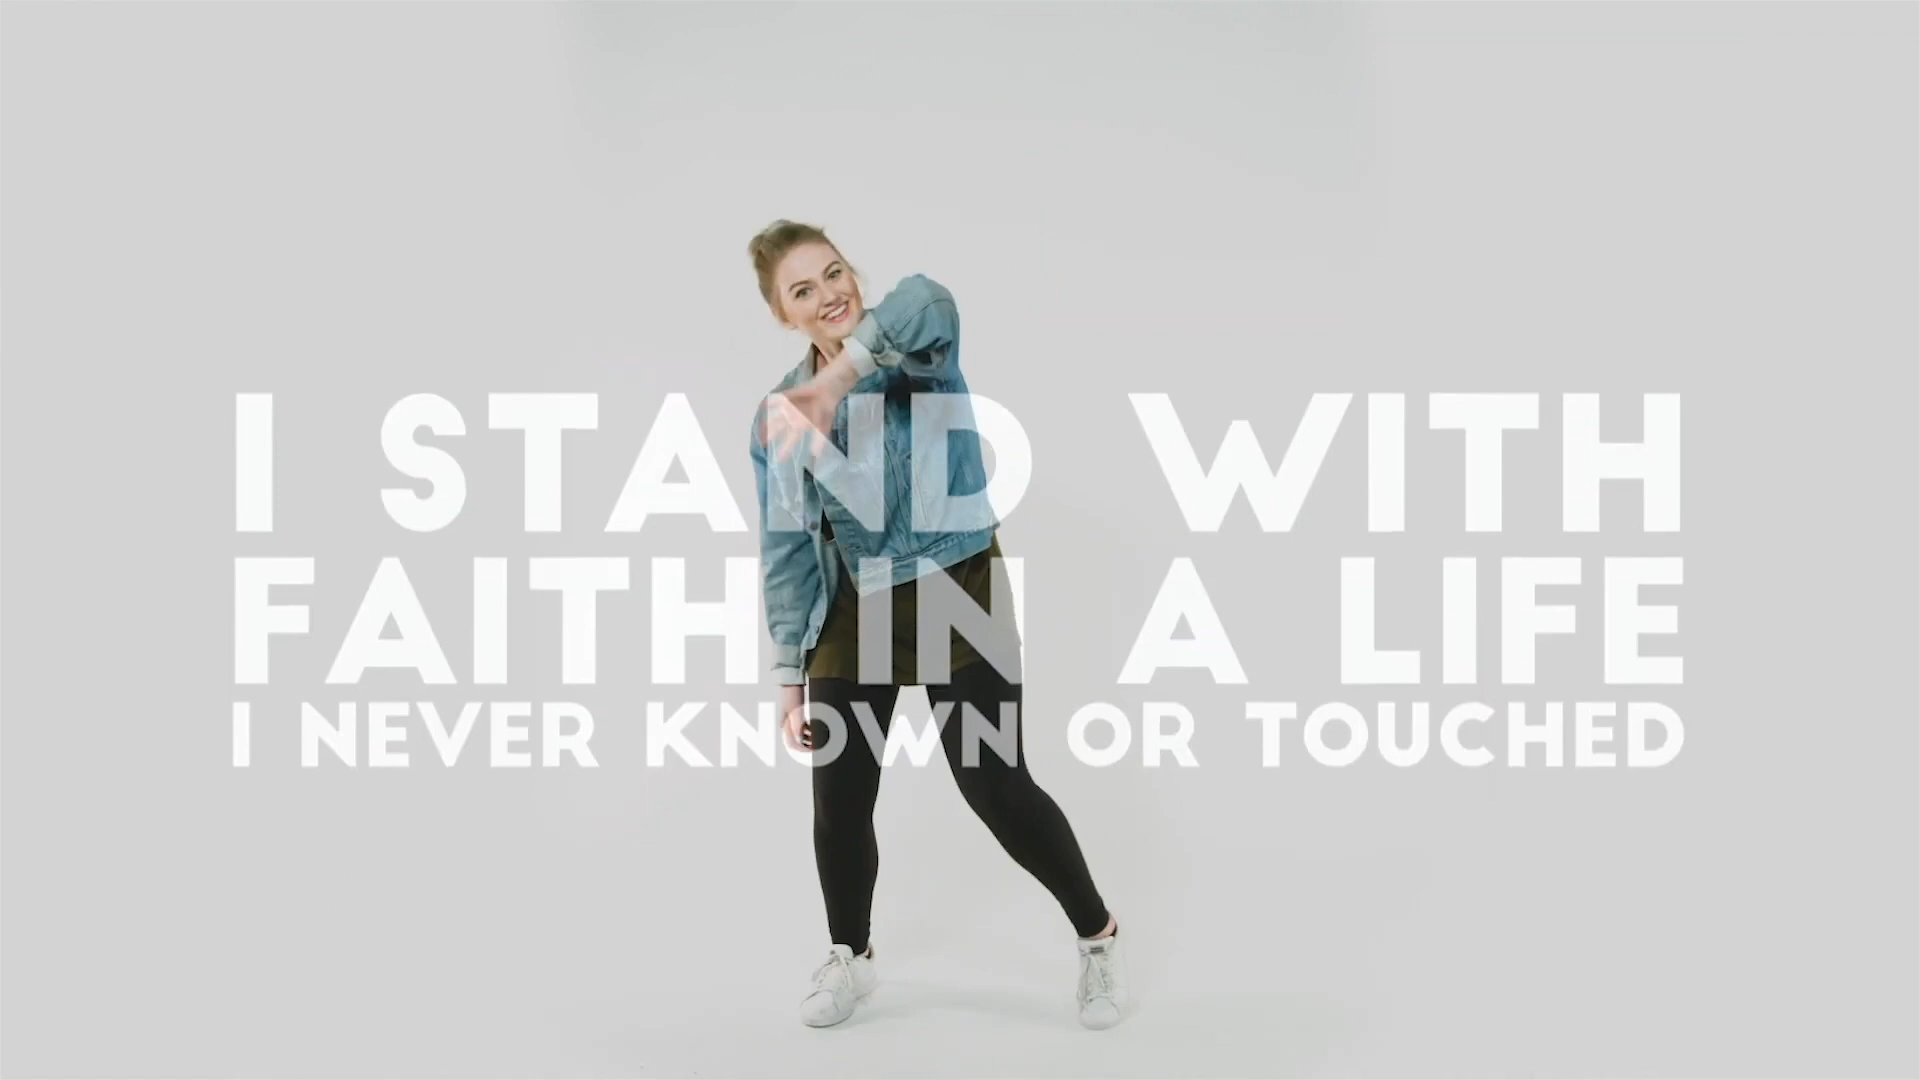 I STAND WITH
FAITH IN A LIFE
I NEVER KNOWN OR TOUCHED